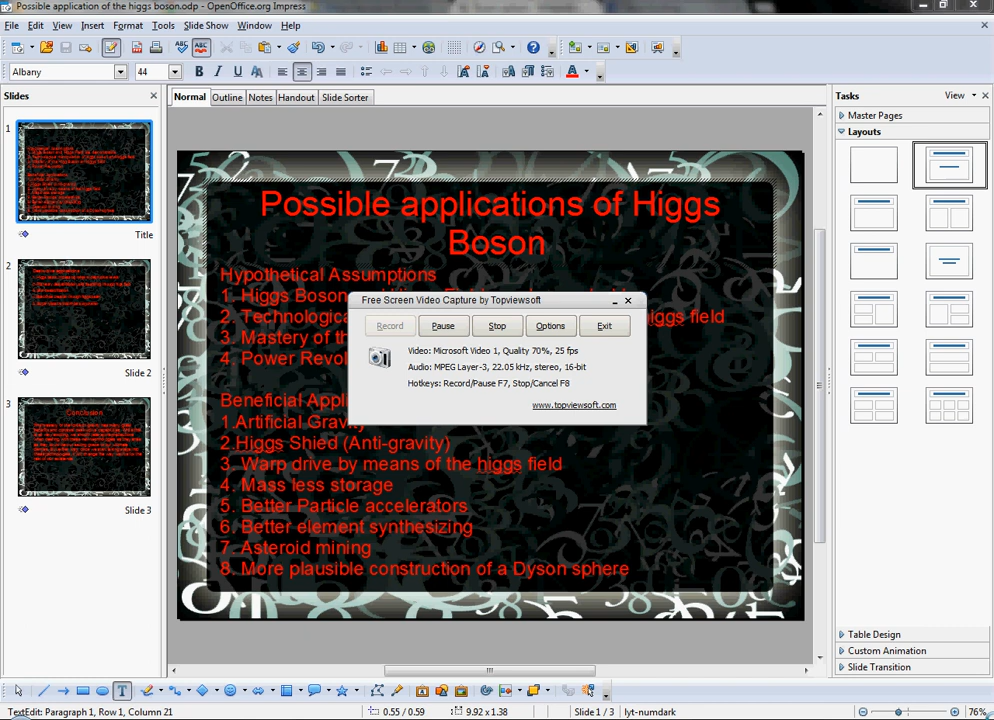 Possible application of the higgs boson.odp - OpenOffice.org Impress
File Edit View Insert Format Tools Slide Show Window Help
Albany 44
Slides
Normal Outline Notes Handout Slide Sorter
Tasks View
Master Pages
Layouts
1
Title
2
Slide 2
3
Conclusion
Slide 3
Possible applications of Higgs
Boson
Hypothetical Assumptions
1. Higgs Boson
2. Technologica
higgs field
3. Mastery of th
4. Power Revol
Beneficial Appl
1.Artificial Gravity
2.Higgs Shied (Anti-gravity)
3. Warp drive by means of the higgs field
4. Mass less storage
5. Better Particle accelerators
6. Better element synthesizing
7. Asteroid mining
8. More plausible construction of a Dyson sphere
Free Screen Video Capture by Topviewsoft
Record Pause Stop Options Exit
Video: Microsoft Video 1, Quality 70%, 25 fps
Audio: MPEG Layer-3, 22.05 kHz, stereo, 16-bit
Hotkeys: Record/Pause F7, Stop/Cancel F8
www.topviewsoft.com
Table Design
Custom Animation
Slide Transition
TextEdit: Paragraph 1, Row 1, Column 21
0.55 / 0.59
9.92 x 1.38
Slide 1 / 3
lyt-numdark
76%